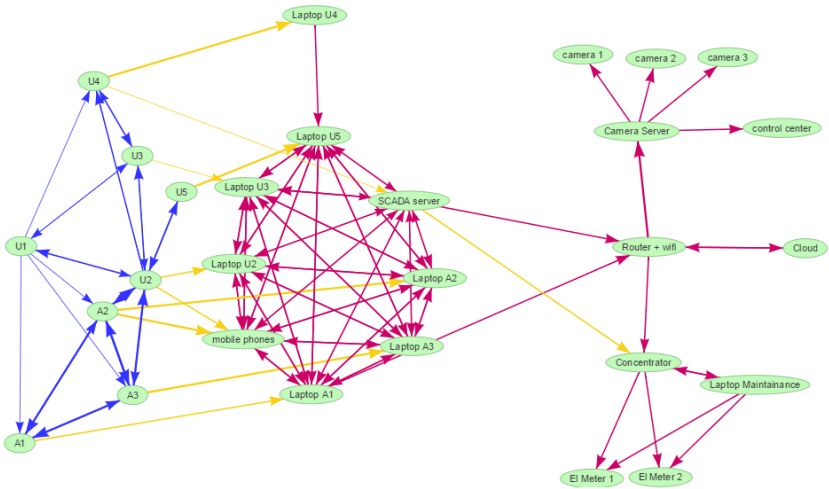 Laptop U4
camera 1
camera 2
camera 3
U4
Camera Server
control center
Laptop U5
U3
U5
Laptop U3
SCADA server
U1
Router + wifi
Cloud
Laptop U2
U2
Laptop A2
A2
mobile phones
Laptop A3
Concentrator
Laptop Maintainance
A3
Laptop A1
A1
El Meter 1
El Meter 2